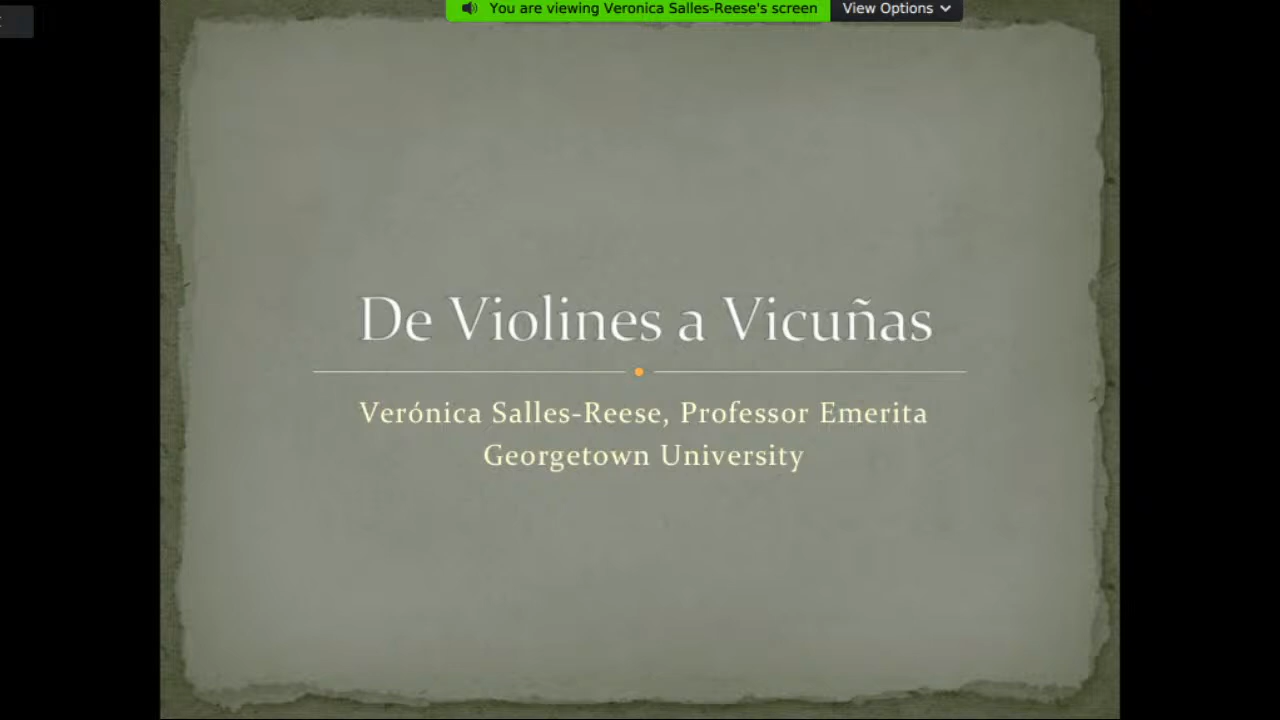 You are viewing Veronica Salles-Reese's screen View Options
De Violines a Vicuñas
Verónica Salles-Reese, Professor Emerita
Georgetown University